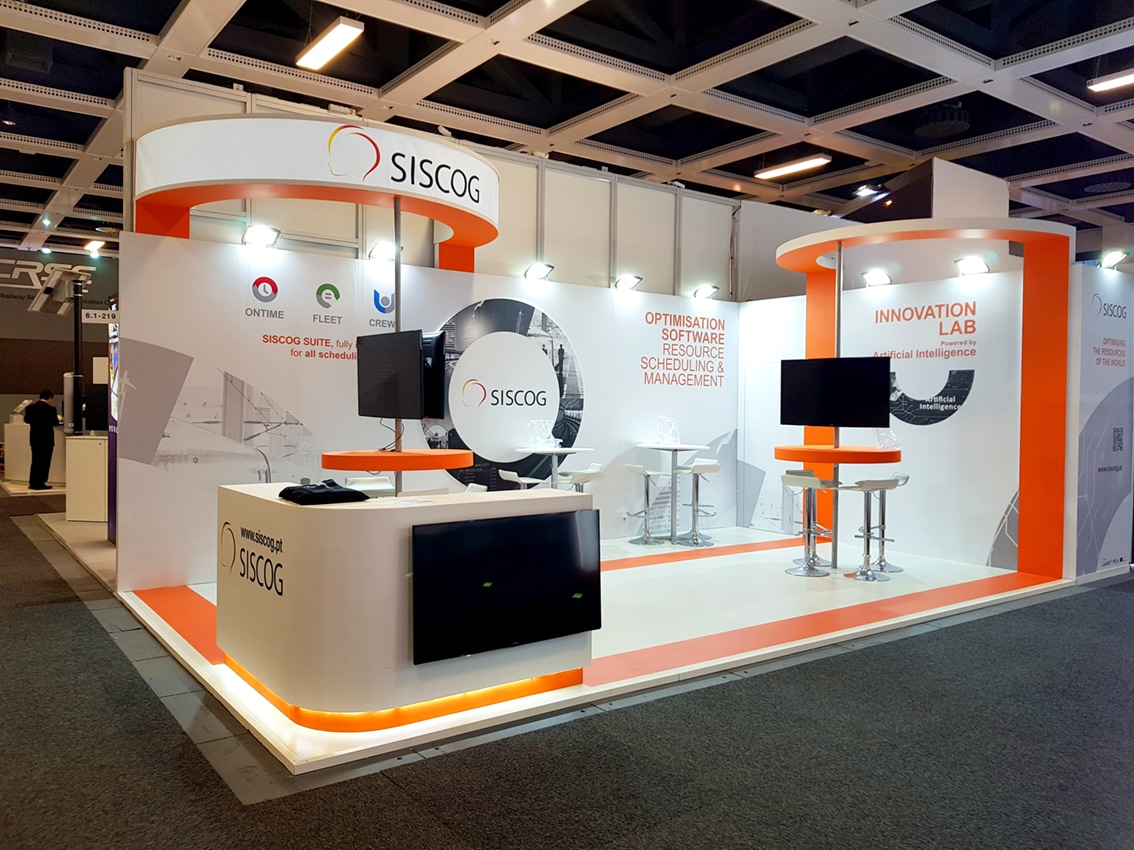 SISCOG
ONTIME
FLEET
CREW
SISCOG SUITE, fully
for all
OPTIMISATION
SOFTWARE
RESOURCE
SCHEDULING &
MANAGEMENT
SISCOG
INNOVATION
LAB
Powered by
Artificial Intelligence
Artificial
Intelligence
SISCOG
OPTIMISING
THE RESOURCES
OF THE WORLD
www.siscog.pt
www.siscog.pt
SISCOG
6.1-219
Railway